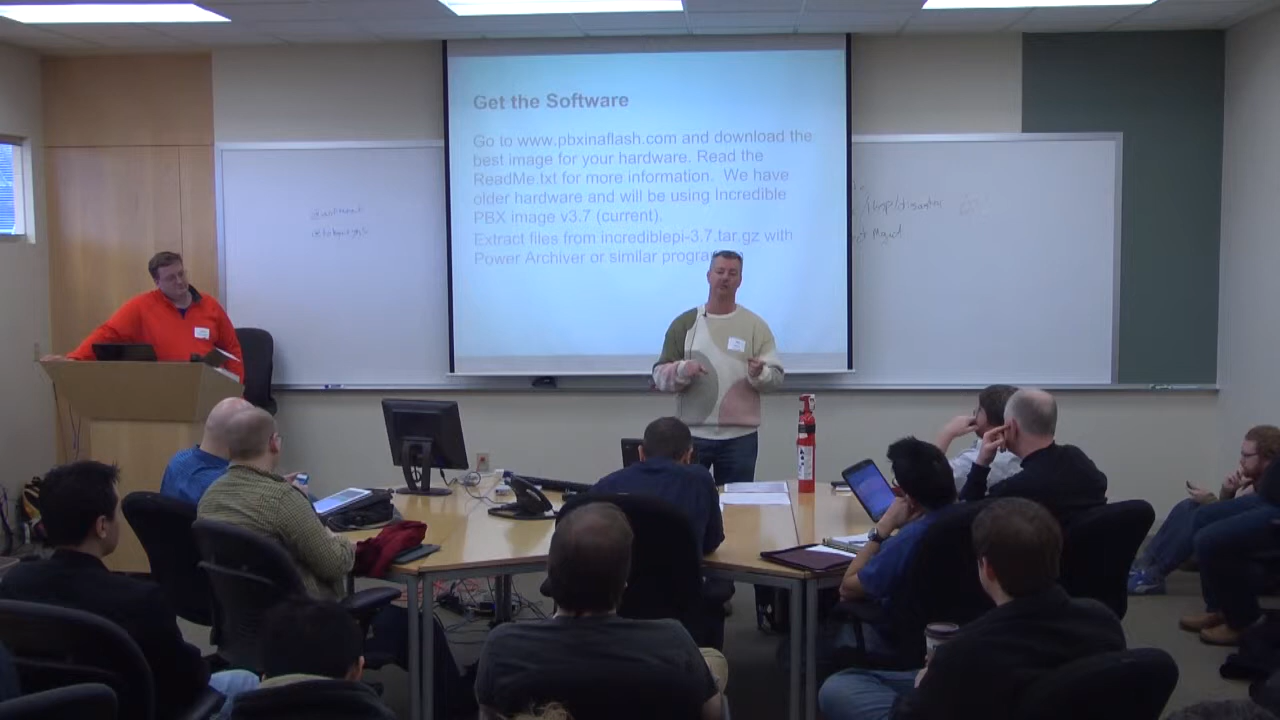 Get the Software
Go to www.pbxinaflash.com and download the
best image for your hardware. Read the
ReadMe.txt for more information. We have
older hardware and will be using Incredible
PBX image v3.7 (current).
Extract files from incrediblepi-3.7.tar.gz with
Power Archiver or similar progra
Mgmd